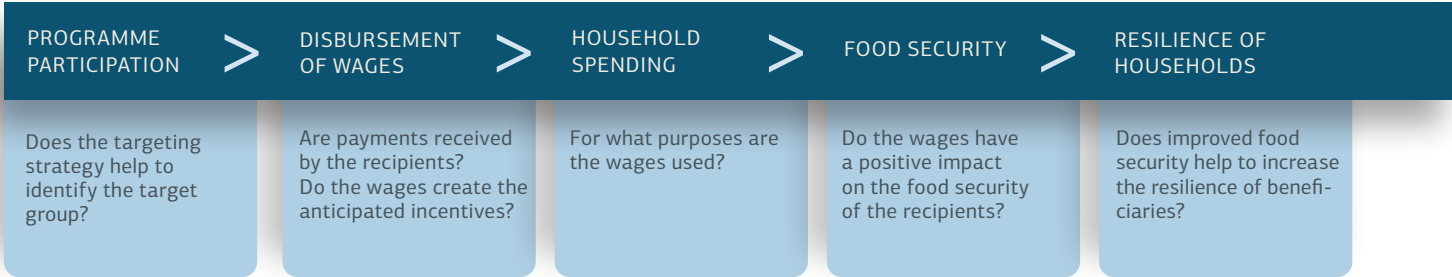 PROGRAMME
PARTICIPATION
>
DISBURSEMENT
OF WAGES
>
HOUSEHOLD
SPENDING
>
FOOD SECURITY
>
RESILIENCE OF
HOUSEHOLDS
Does the targeting
strategy help to
identify the target
group?
Are payments received
by the recipients?
Do the wages create the
anticipated incentives?
For what purposes are
the wages used?
Do the wages have
a positive impact
on the food security
of the recipients?
Does improved food
security help to increase
the resilience of benefi-
ciaries?